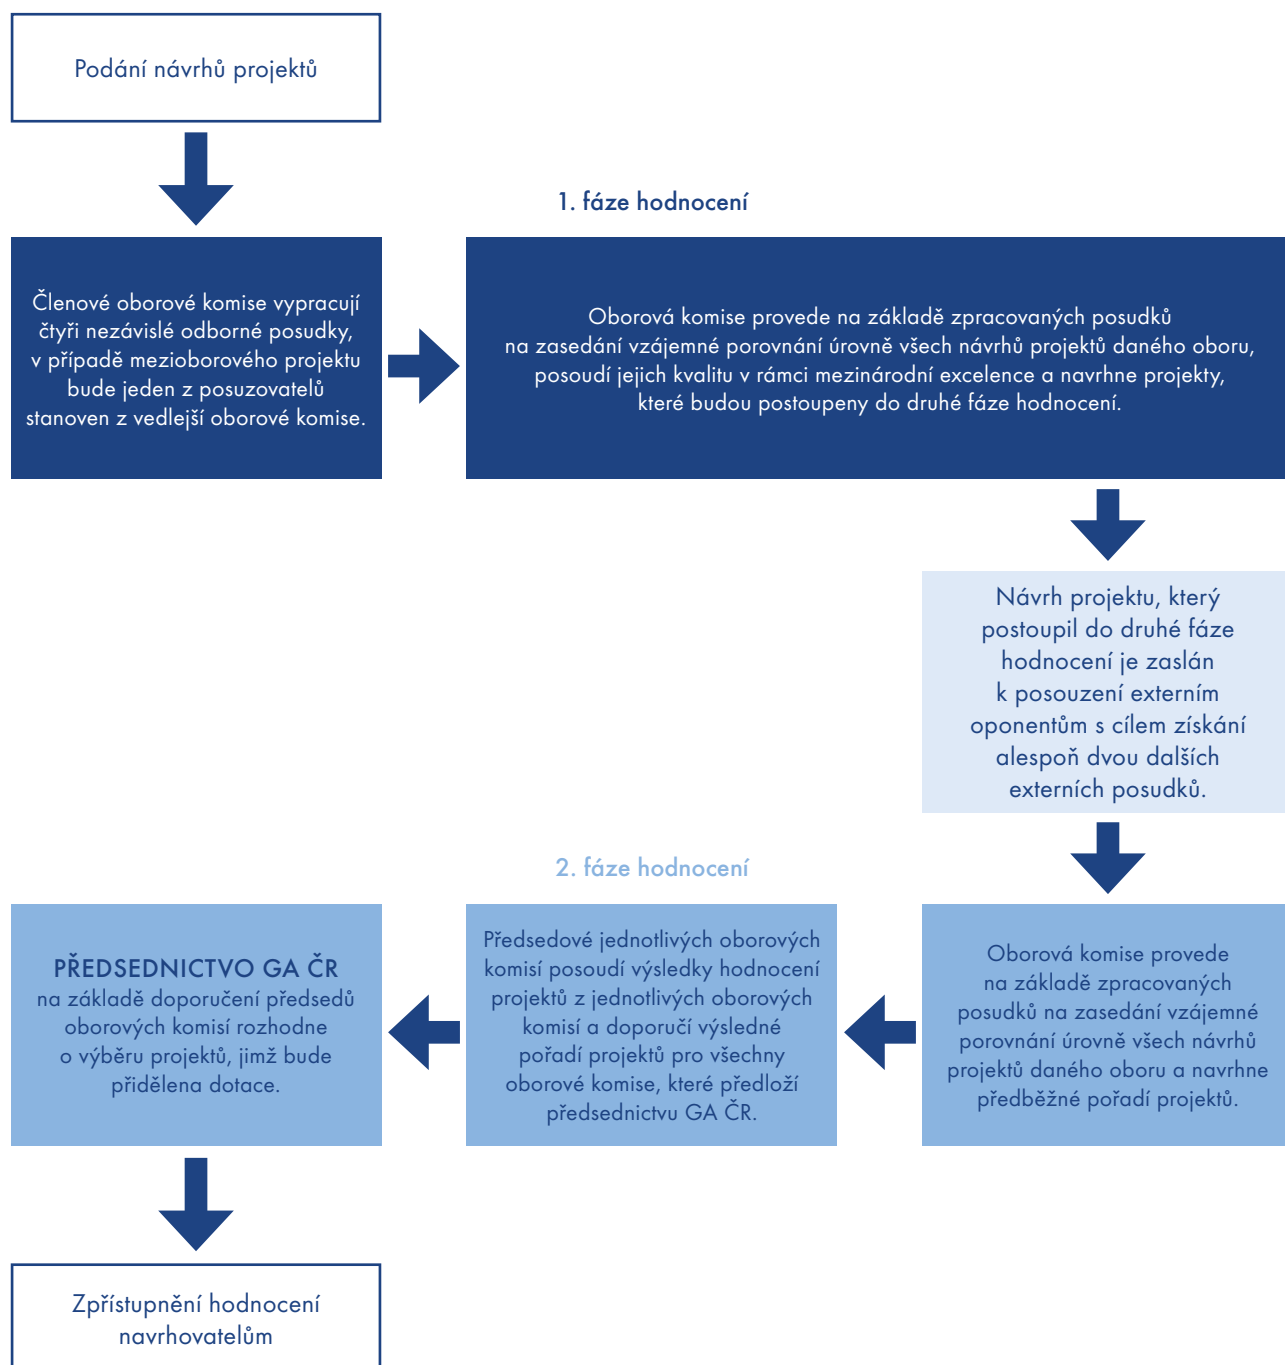 Podání návrhů projektů
1. fáze hodnocení
Členové oborové komise vypracují
čtyři nezávislé odborné posudky,
v případě mezioborového projektu
bude jeden z posuzovatelů
stanoven z vedlejší oborové komise.
Oborová komise provede na základě zpracovaných posudků
na zasedání vzájemné porovnání úrovně všech návrhů projektů daného oboru,
posoudí jejich kvalitu v rámci mezinárodní excelence a navrhne projekty,
které budou postoupeny do druhé fáze hodnocení.
Návrh projektu, který
postoupil do druhé fáze
hodnocení je zaslán
k posouzení externím
oponentům s cílem získání
alespoň dvou dalších
externích posudků.
2. fáze hodnocení
Oborová komise provede
na základě zpracovaných
posudků na zasedání vzájemné
porovnání úrovně všech návrhů
projektů daného oboru a navrhne
předběžné pořadí projektů.
Předsedové jednotlivých oborových
komisí posoudí výsledky hodnocení
projektů z jednotlivých oborových
komisí a doporučí výsledné
pořadí projektů pro všechny
oborové komise, které předloží
předsednictvu GA ČR.
PŘEDSEDNICTVO GA ČR
na základě doporučení předsedů
oborových komisí rozhodne
o výběru projektů, jimž bude
přidělena dotace.
Zpřístupnění hodnocení
navrhovatelům